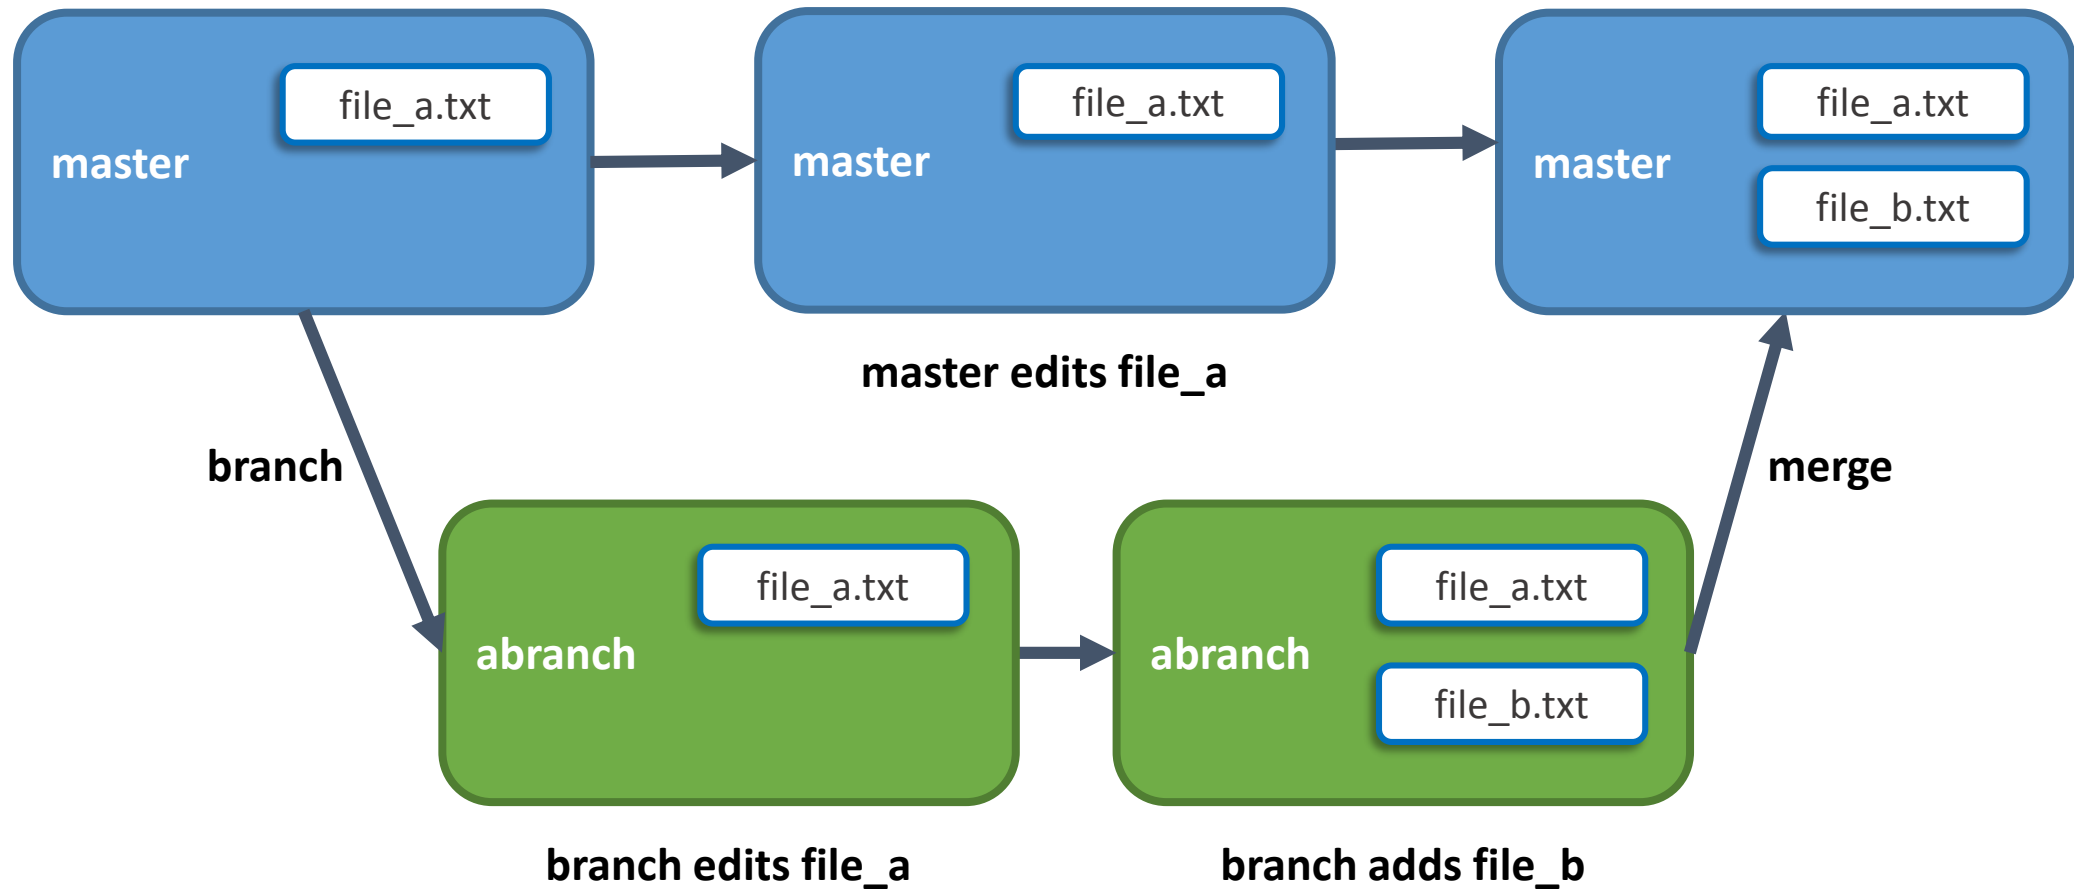 master
file_a.txt
master
file_a.txt
master
file_a.txt
file_b.txt
master edits file_a
branch
merge
abranch
file_a.txt
abranch
file_a.txt
file_b.txt
branch edits file_a
branch adds file_b